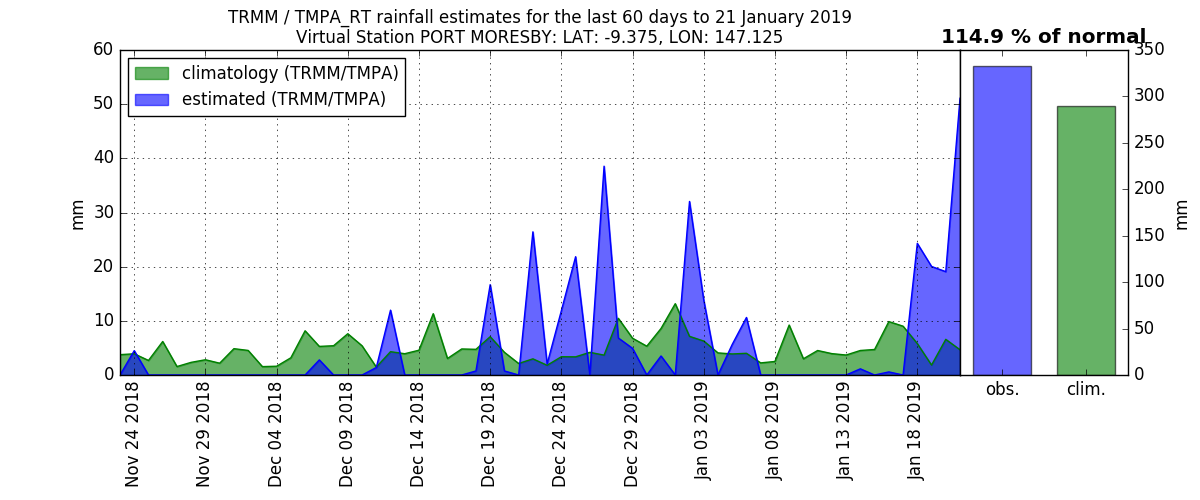 TRMM / TMPA_RT rainfall estimates for the last 60 days to 21 January 2019
Virtual Station PORT MORESBY: LAT: -9.375, LON: 147.125
114.9 % of normal
climatology (TRMM/TMPA)
estimated (TRMM/TMPA)
60
50
40
30
20
10
0
mm
Nov 24 2018
Nov 29 2018
Dec 04 2018
Dec 09 2018
Dec 14 2018
Dec 19 2018
Dec 24 2018
Dec 29 2018
Jan 03 2019
Jan 08 2019
Jan 13 2019
Jan 18 2019
obs.
clim.
350
300
250
200
150
100
50
0
mm